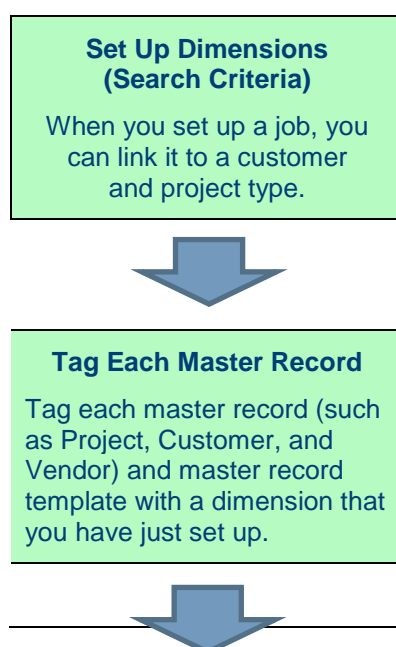 Set Up Dimensions
(Search Criteria)
When you set up a job, you
can link it to a customer
and project type.
Tag Each Master Record
Tag each master record (such
as Project, Customer, and
Vendor) and master record
template with a dimension that
you have just set up.